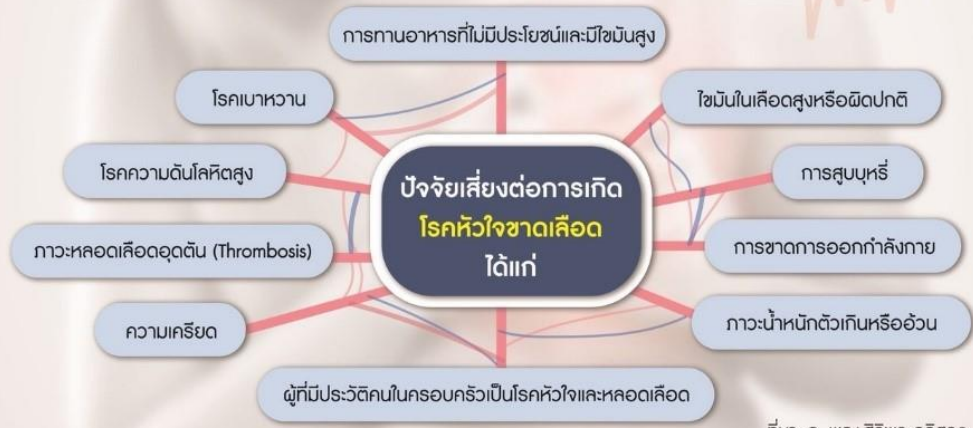 การทานอาหารที่ไม่มีประโยชน์และมีไขมันสูง
โรคเบาหวาน
ไขมันในเลือดสูงหรือผิดปกติ
โรคความดันโลหิตสูง
การสูบบุหรี่
ปัจจัยเสี่ยงต่อการเกิด
โรคหัวใจขาดเลือด
ได้แก่
ภาวะหลอดเลือดอุดตัน (Thrombosis)
การขาดการออกกำลังกาย
ความเครียด
ภาวะน้ำหนักตัวเกินหรืออ้วน
ผู้ที่มีประวัติคนในครอบครัวเป็นโรคหัวใจและหลอดเลือด